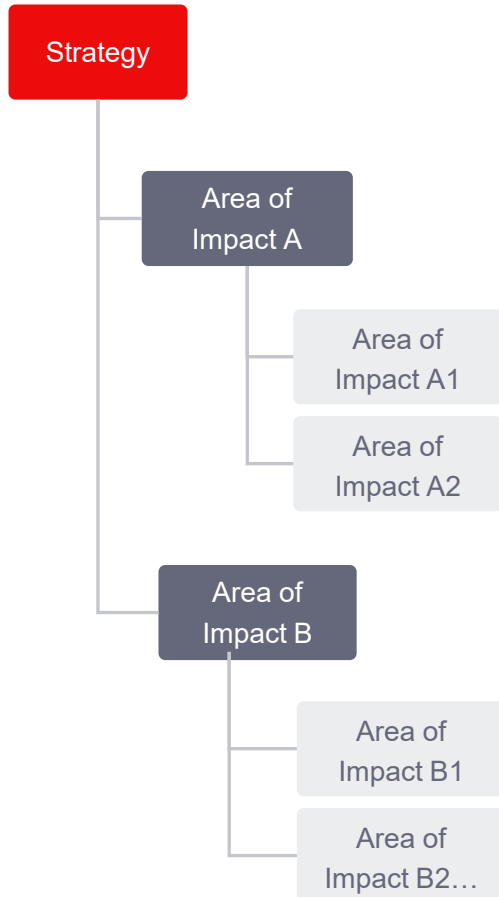 Strategy
Area of
Impact A
Area of
Impact A1
Area of
Impact A2
Area of
Impact B
Area of
Impact B1
Area of
Impact B2…